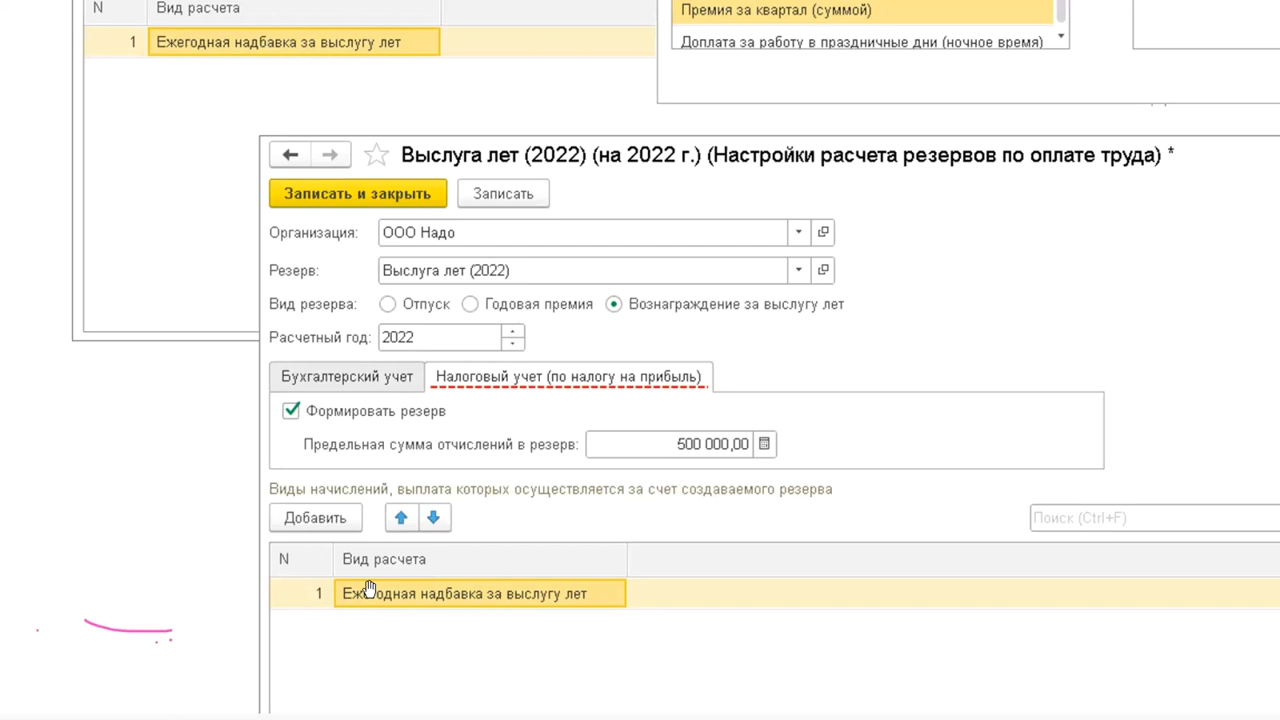 N Вид расчета
1 Ежегодная надбавка за выслугу лет
Премия за квартал (суммой)
Доплата за работу в праздничные дни (ночное время)
Выслуга лет (2022) (на 2022 г.) (Настройки расчета резервов по оплате труда) *
Записать и закрыть Записать
Организация: ООО Надо
Резерв: Выслуга лет (2022)
Вид резерва: Отпуск Годовая премия Вознаграждение за выслугу лет
Расчетный год: 2022
Бухгалтерский учет Налоговый учет (по налогу на прибыль)
Формировать резерв
Предельная сумма отчислений в резерв: 500 000,00
Виды начислений, выплата которых осуществляется за счет создаваемого резерва
Добавить Поиск (Ctrl+F)
N Вид расчета
1 Ежегодная надбавка за выслугу лет